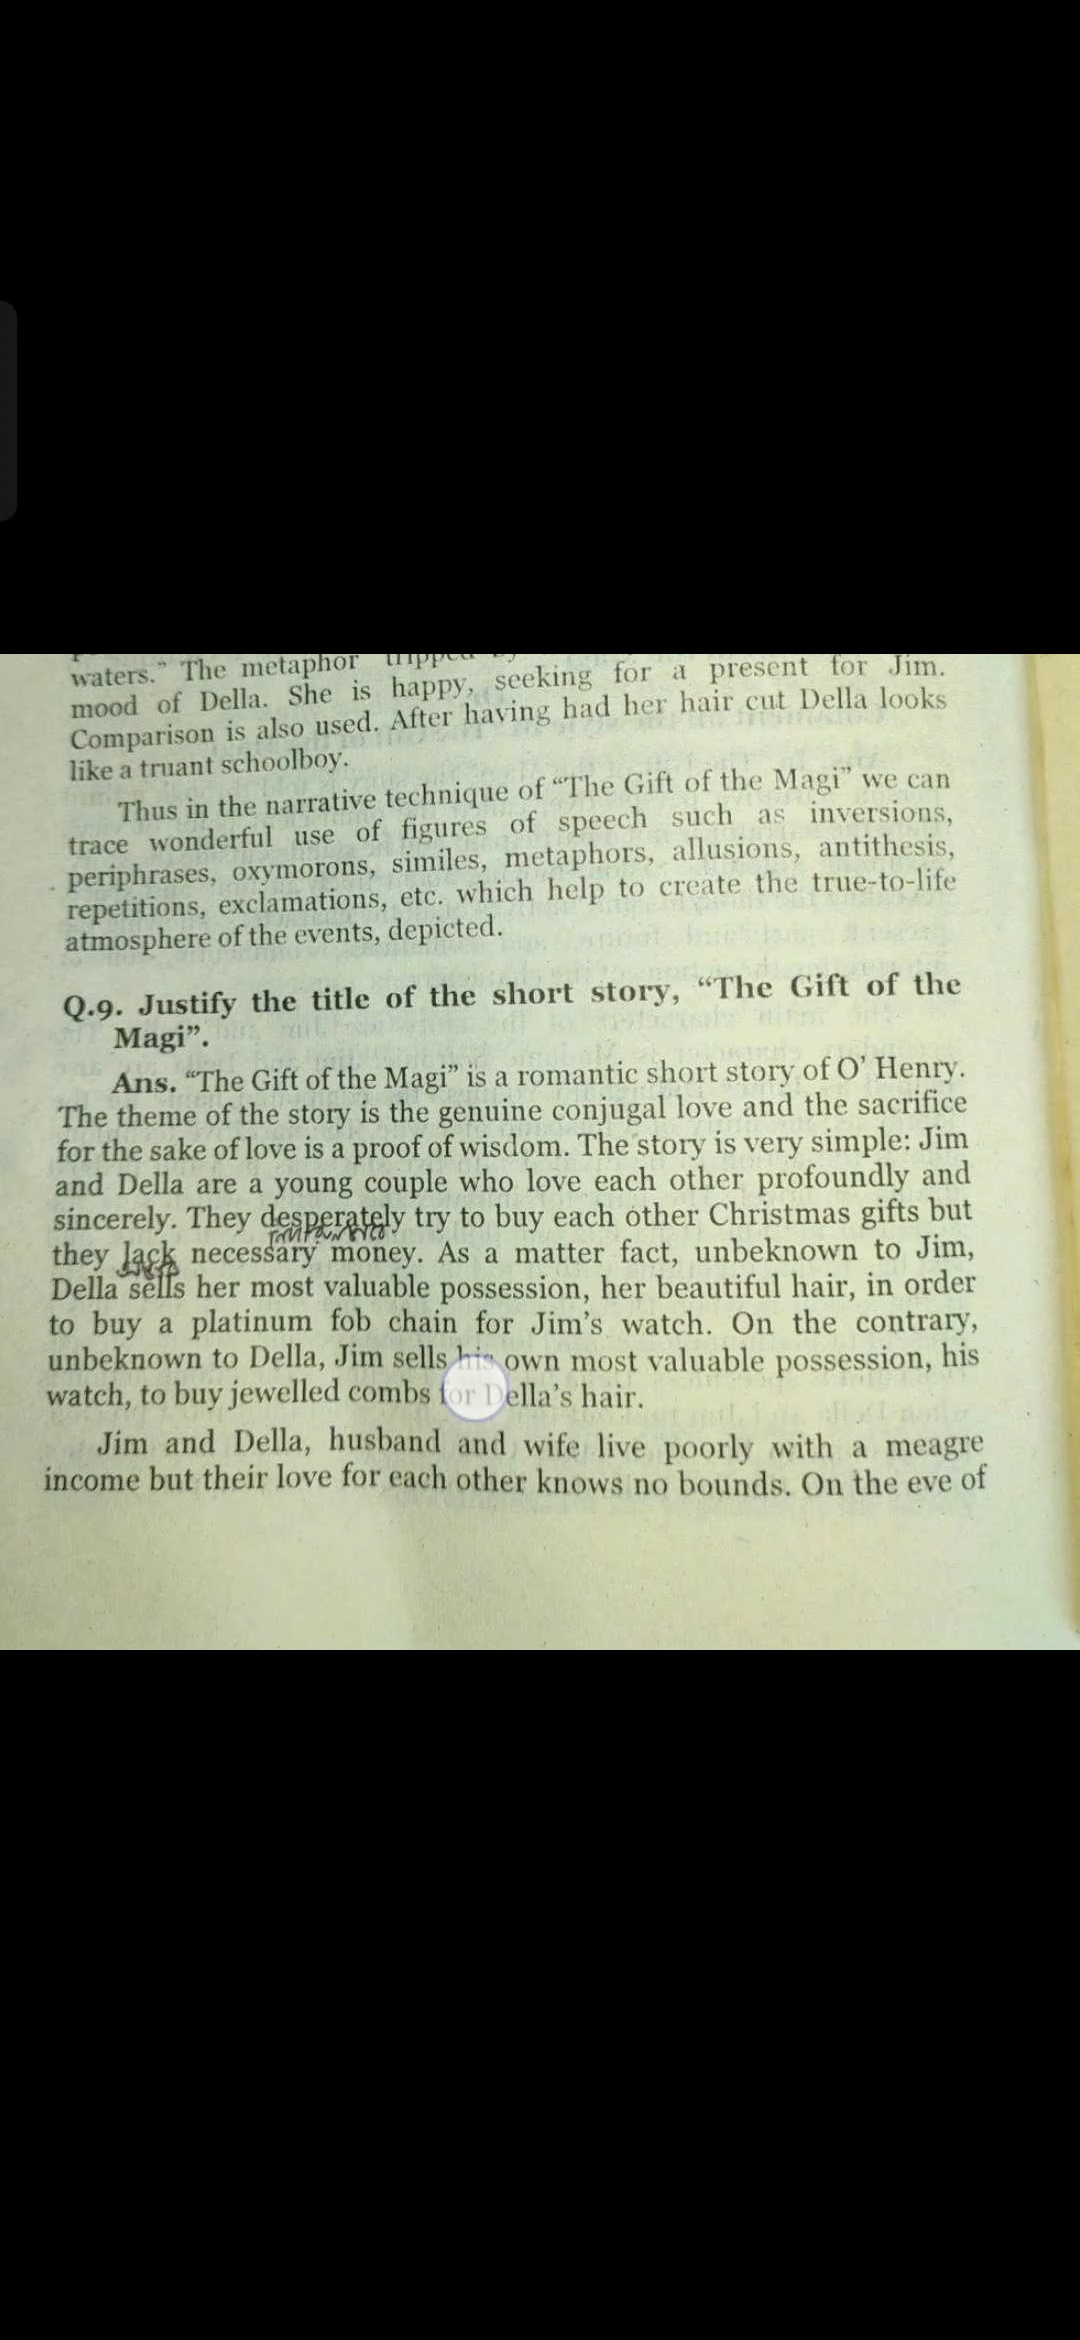 waters.” The metaphor tripped
mood of Della. She is happy, seeking for a present for Jim.
Comparison is also used. After having had her hair cut Della looks
like a truant schoolboy.
Thus in the narrative technique of “The Gift of the Magi” we can
trace wonderful use of figures of speech such as inversions,
periphrases, oxymorons, similes, metaphors, allusions, antithesis,
repetitions, exclamations, etc. which help to create the true-to-life
atmosphere of the events, depicted.
Q.9. Justify the title of the short story, “The Gift of the
Magi”.
Ans. “The Gift of the Magi” is a romantic short story of O’ Henry.
The theme of the story is the genuine conjugal love and the sacrifice
for the sake of love is a proof of wisdom. The story is very simple: Jim
and Della are a young couple who love each other profoundly and
sincerely. They desperately try to buy each other Christmas gifts but
they lack necessary money. As a matter fact, unbeknown to Jim,
Della sells her most valuable possession, her beautiful hair, in order
to buy a platinum fob chain for Jim’s watch. On the contrary,
unbeknown to Della, Jim sells his own most valuable possession, his
watch, to buy jewelled combs for Della’s hair.
Jim and Della, husband and wife live poorly with a meagre
income but their love for each other knows no bounds. On the eve of